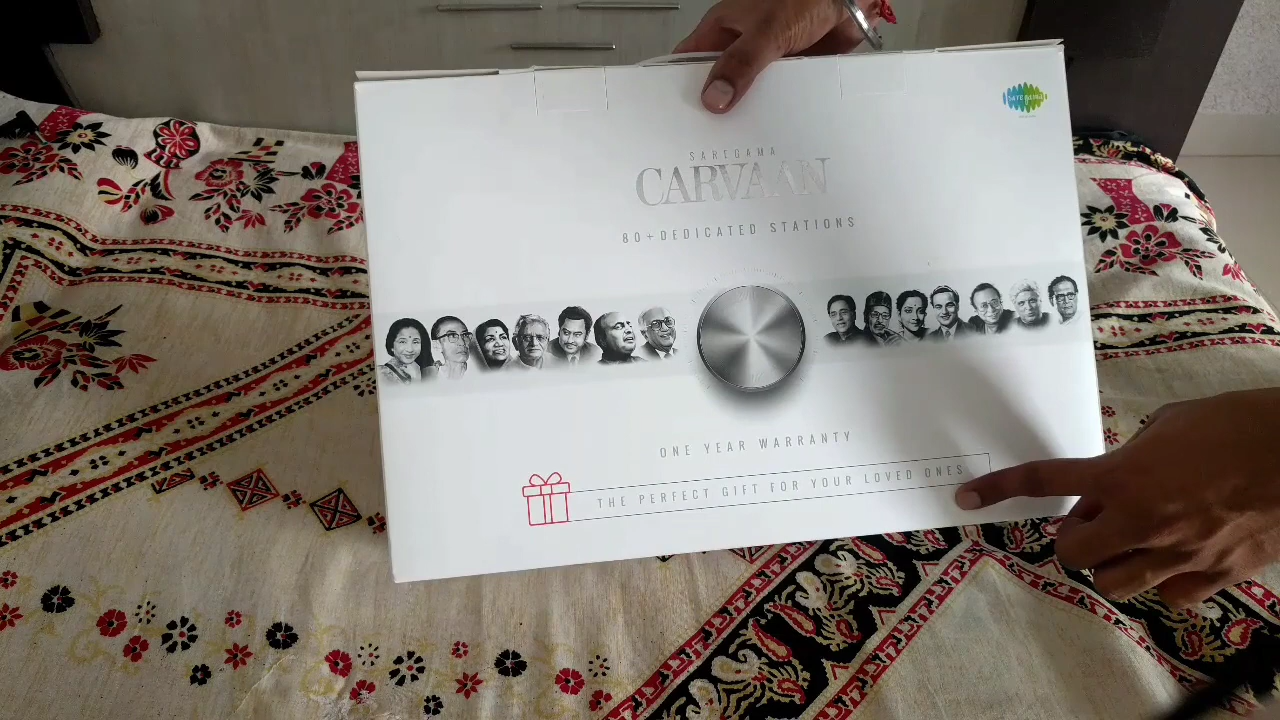 SAREGAMA
CARVAAN
80+ DEDICATED STATIONS
ONE YEAR WARRANTY
THE PERFECT GIFT FOR YOUR LOVED ONES